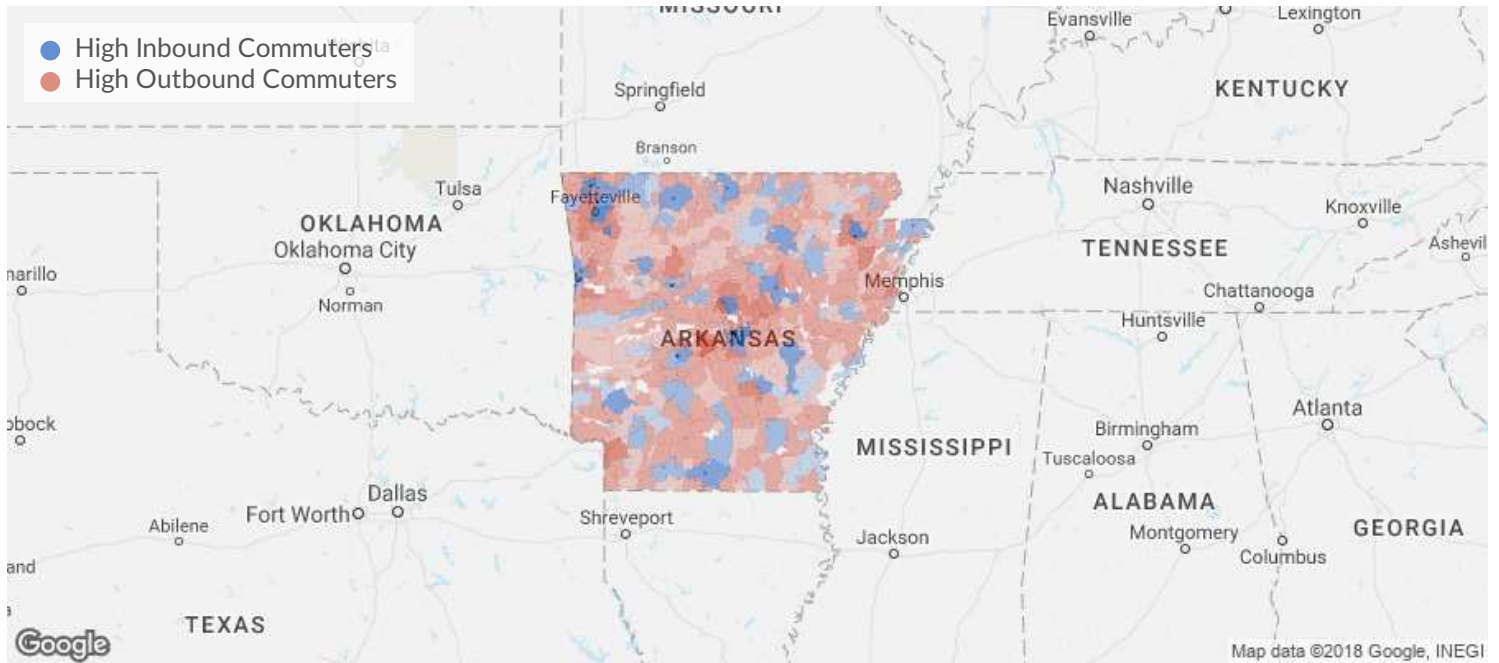 MISSOURI
Evansville
Lexington
High Inbound Commuters
Wichita
High Outbound Commuters
Springfield
KENTUCKY
Branson
Tulsa
Fayetteville
Nashville
Knoxville
OKLAHOMA
Oklahoma City
TENNESSEE
Ashevil
narillo
Norman
Memphis
Chattanooga
Huntsville
ARKANSAS
Atlanta
bbock
Birmingham
MISSISSIPPI
Tuscaloosa
Dallas
ALABAMA
Fort Worth
Abilene
Shreveport
Jackson
Montgomery
GEORGIA
Columbus
and
TEXAS
Google
Map data ©2018 Google, INEGI